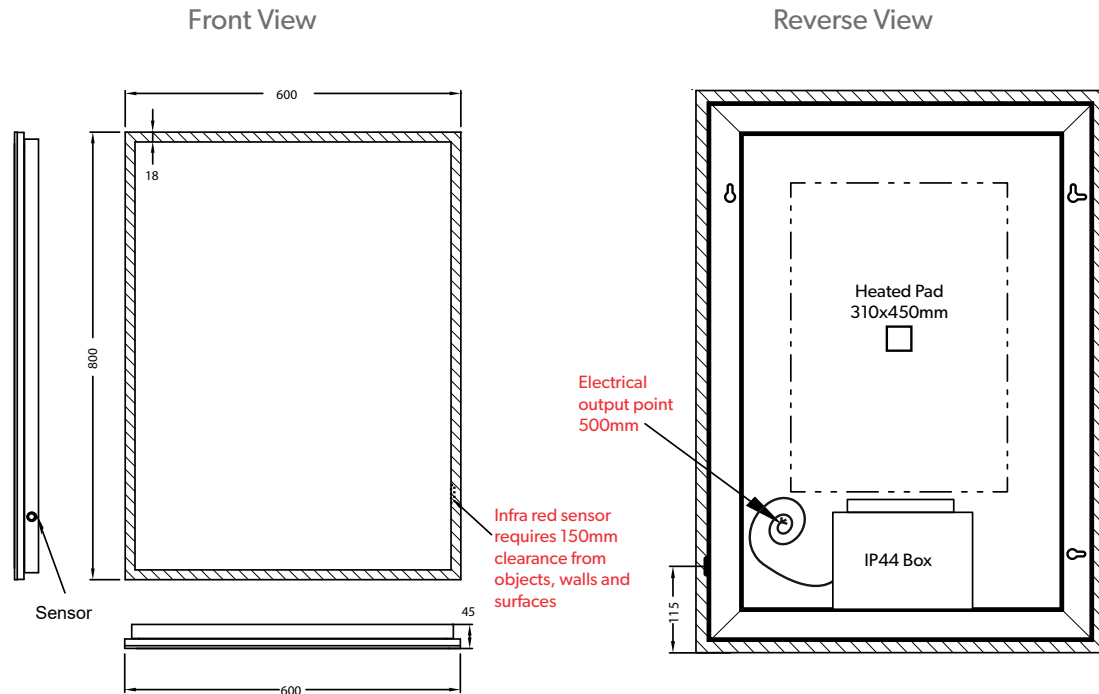 Front View
Reverse View
600
18
800
Sensor
Infra red sensor
requires 150mm
clearance from
objects, walls and
surfaces
45
600
Heated Pad
310x450mm
Electrical
output point
500mm
IP44 Box
115